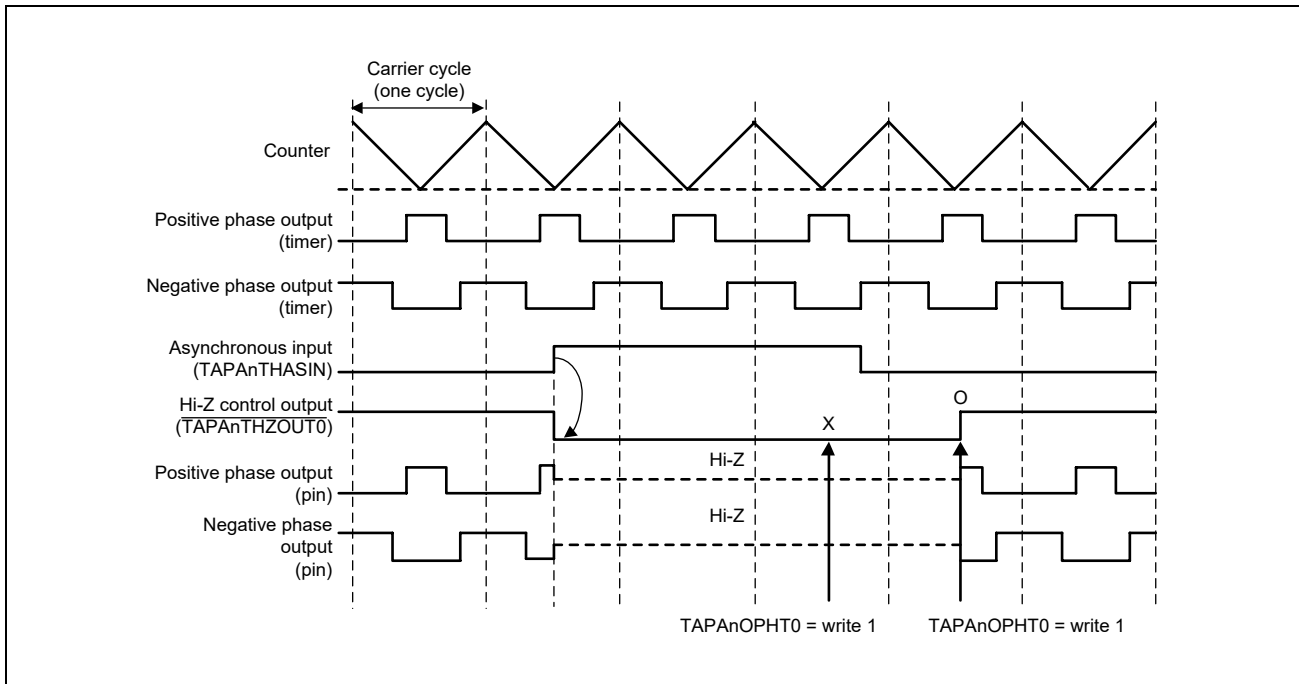 Carrier cycle
(one cycle)
Counter
Positive phase output
(timer)
Negative phase output
(timer)
Asynchronous input
(TAPAnTHASIN)
Hi-Z control output
(TAPAnTHZOUT0)
X
O
Positive phase output
(pin)
Hi-Z
Negative phase
output
(pin)
Hi-Z
TAPAnOPHT0 = write 1
TAPAnOPHT0 = write 1